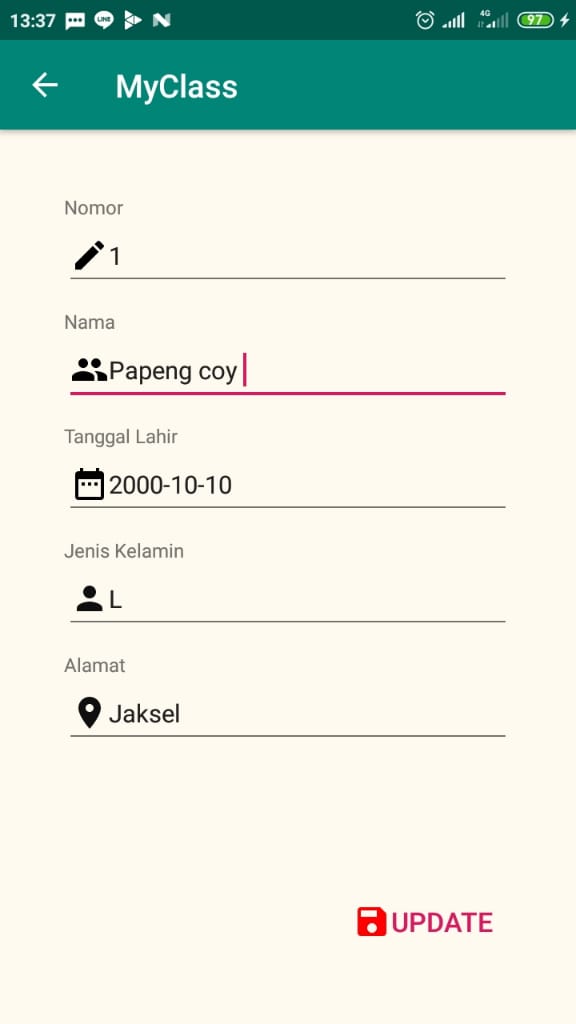 13:37 LINE 4G 97
MyClass
Nomor
1
Nama
Papeng coy
Tanggal Lahir
2000-10-10
Jenis Kelamin
L
Alamat
Jaksel
UPDATE